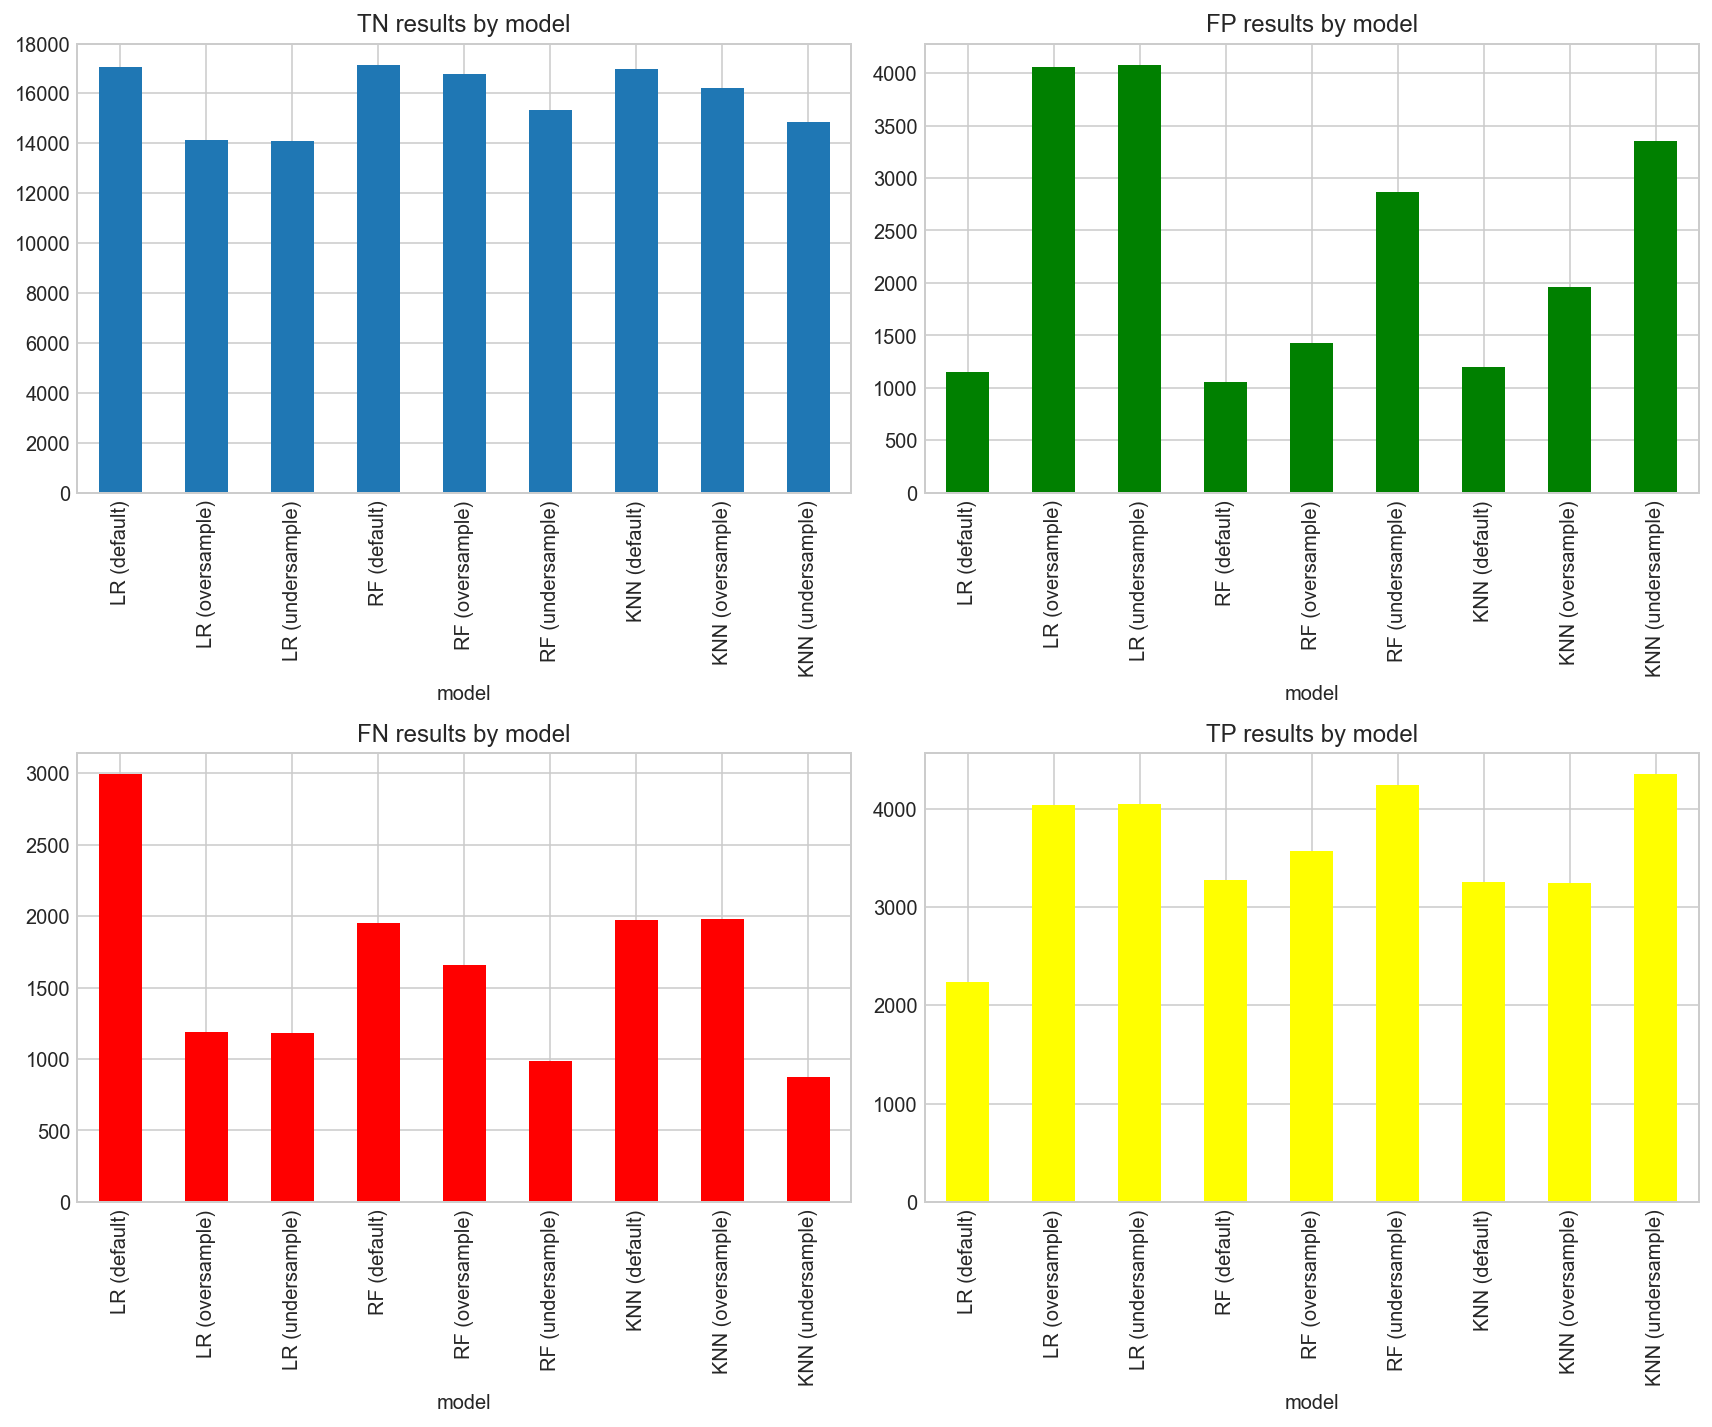 TN results by model
18000
16000
14000
12000
10000
8000
6000
4000
2000
0
LR (default)
LR (oversample)
LR (undersample)
RF (default)
RF (oversample)
RF (undersample)
KNN (default)
KNN (oversample)
KNN (undersample)
model
FP results by model
4000
3500
3000
2500
2000
1500
1000
500
0
LR (default)
LR (oversample)
LR (undersample)
RF (default)
RF (oversample)
RF (undersample)
KNN (default)
KNN (oversample)
KNN (undersample)
model
FN results by model
3000
2500
2000
1500
1000
500
0
LR (default)
LR (oversample)
LR (undersample)
RF (default)
RF (oversample)
RF (undersample)
KNN (default)
KNN (oversample)
KNN (undersample)
model
TP results by model
4000
3000
2000
1000
0
LR (default)
LR (oversample)
LR (undersample)
RF (default)
RF (oversample)
RF (undersample)
KNN (default)
KNN (oversample)
KNN (undersample)
model